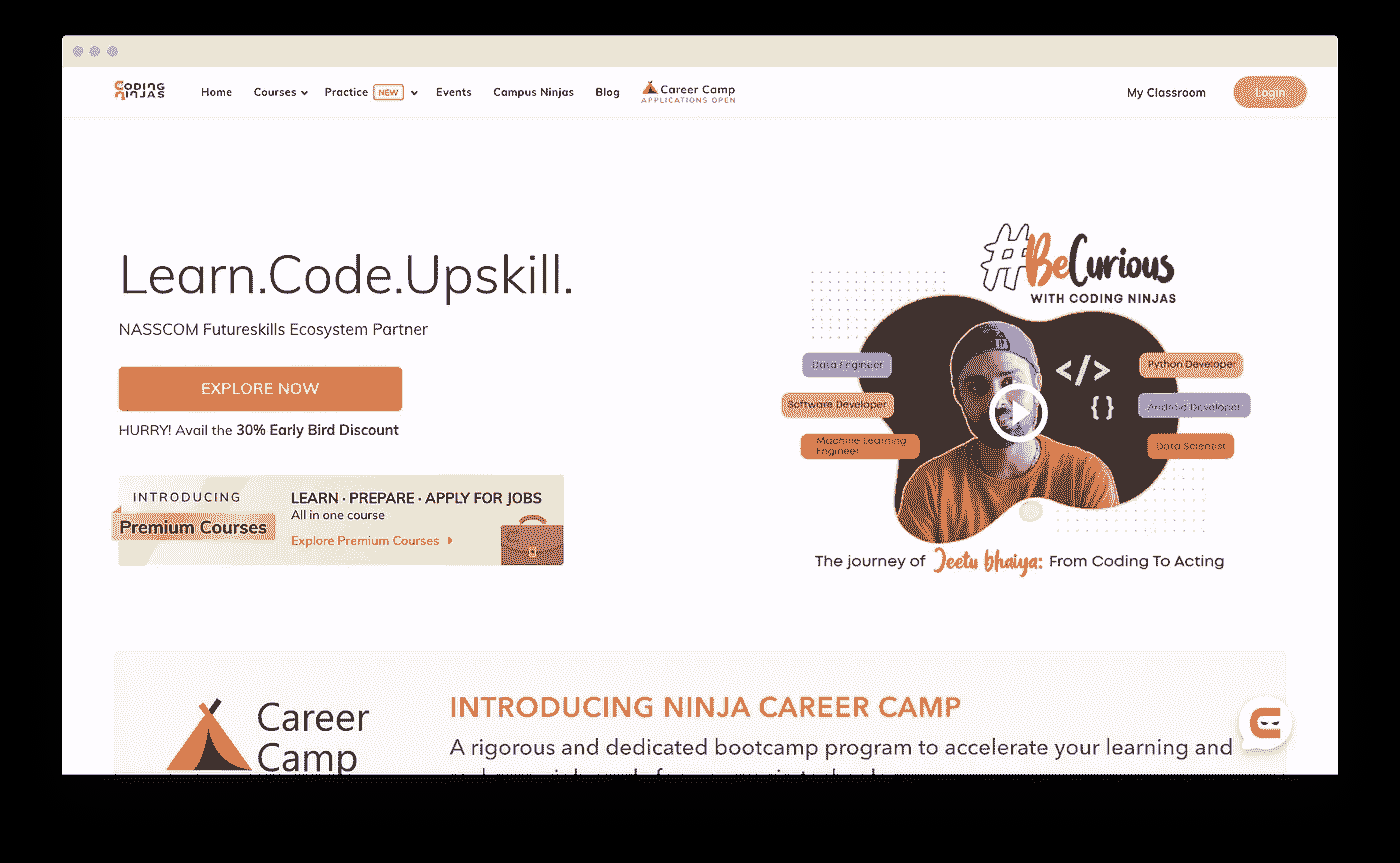 CODING NINJAS
Home
Courses
Practice NEW
Events
Campus Ninjas
Blog
Career Camp
APPLICATIONS OPEN
My Classroom
Login
Learn.Code.Upskill.
NASSCOM Futureskills Ecosystem Partner
EXPLORE NOW
HURRY! Avail the 30% Early Bird Discount
INTRODUCING
Premium Courses
LEARN · PREPARE · APPLY FOR JOBS
All in one course
Explore Premium Courses
#BeCurious
WITH CODING NINJAS
Data Engineer
Software Developer
Machine Learning
Engineer
</>
{}
Python Developer
Android Developer
Data Scientist
The journey of Jeetu bhaiya: From Coding To Acting
Career
Camp
INTRODUCING NINJA CAREER CAMP
A rigorous and dedicated bootcamp program to accelerate your learning and